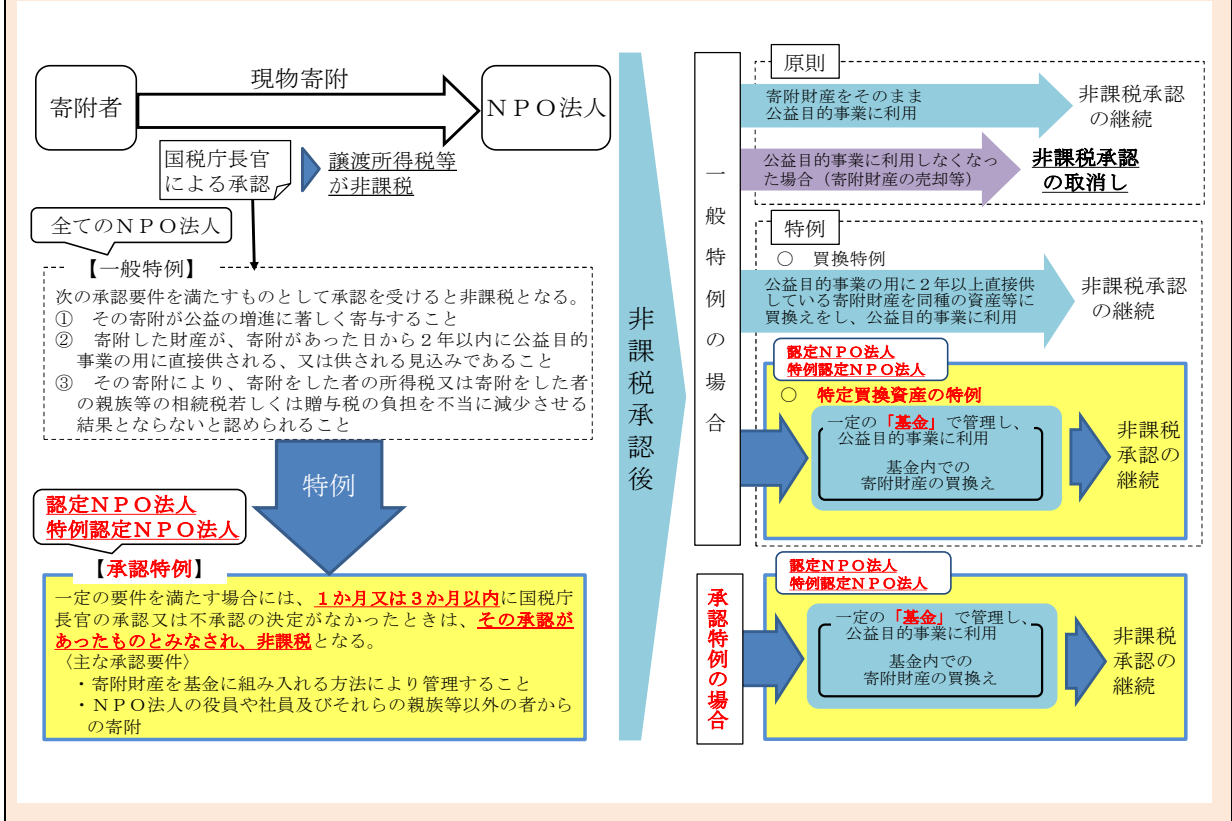 寄附者
現物寄附
ＮＰＯ法人
国税庁長官
による承認
譲渡所得税等
が非課税
全てのＮＰＯ法人
【一般特例】
次の承認要件を満たすものとして承認を受けると非課税となる。
①　その寄附が公益の増進に著しく寄与すること
②　寄附した財産が、寄附があった日から２年以内に公益目的
事業の用に直接供される、又は供される見込みであること
③　その寄附により、寄附をした者の所得税又は寄附をした者
の親族等の相続税若しくは贈与税の負担を不当に減少させる
結果とならないと認められること
特例
認定ＮＰＯ法人
特例認定ＮＰＯ法人
【承認特例】
一定の要件を満たす場合には、１か月又は３か月以内に国税庁
長官の承認又は不承認の決定がなかったときは、その承認が
あったものとみなされ、非課税となる。
〈主な承認要件〉
・寄附財産を基金に組み入れる方法により管理すること
・ＮＰＯ法人の役員や社員及びそれらの親族等以外の者から
の寄附
非課税承認後
一般特例の場合
原則
寄附財産をそのまま
公益目的事業に利用
非課税承認
の継続
公益目的事業に利用しなくなっ
た場合（寄附財産の売却等）
非課税承認
の取消し
特例
○　買換特例
公益目的事業の用に２年以上直接供
している寄附財産を同種の資産等に
買換えをし、公益目的事業に利用
非課税承認
の継続
認定ＮＰＯ法人
特例認定ＮＰＯ法人
○　特定買換資産の特例
一定の「基金」で管理し、
公益目的事業に利用
基金内での
寄附財産の買換え
非課税
承認の
継続
承認特例の場合
認定ＮＰＯ法人
特例認定ＮＰＯ法人
一定の「基金」で管理し、
公益目的事業に利用
基金内での
寄附財産の買換え
非課税
承認の
継続